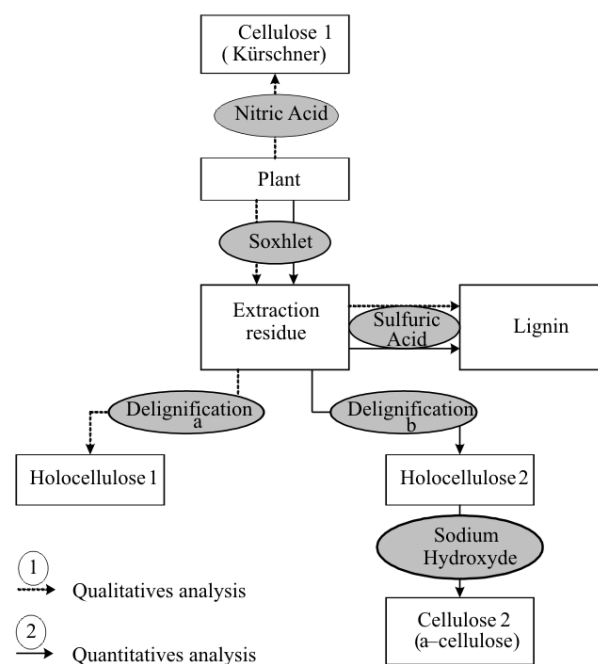 Cellulose 1
( Kürschner)
Nitric Acid
Plant
Soxhlet
Extraction
residue
Sulfuric
Acid
Lignin
Delignification
a
Delignification
b
Holocellulose 1
Holocellulose 2
Sodium
Hydroxyde
1
Qualitatives analysis
Cellulose 2
(a–cellulose)
2
Quantitatives analysis